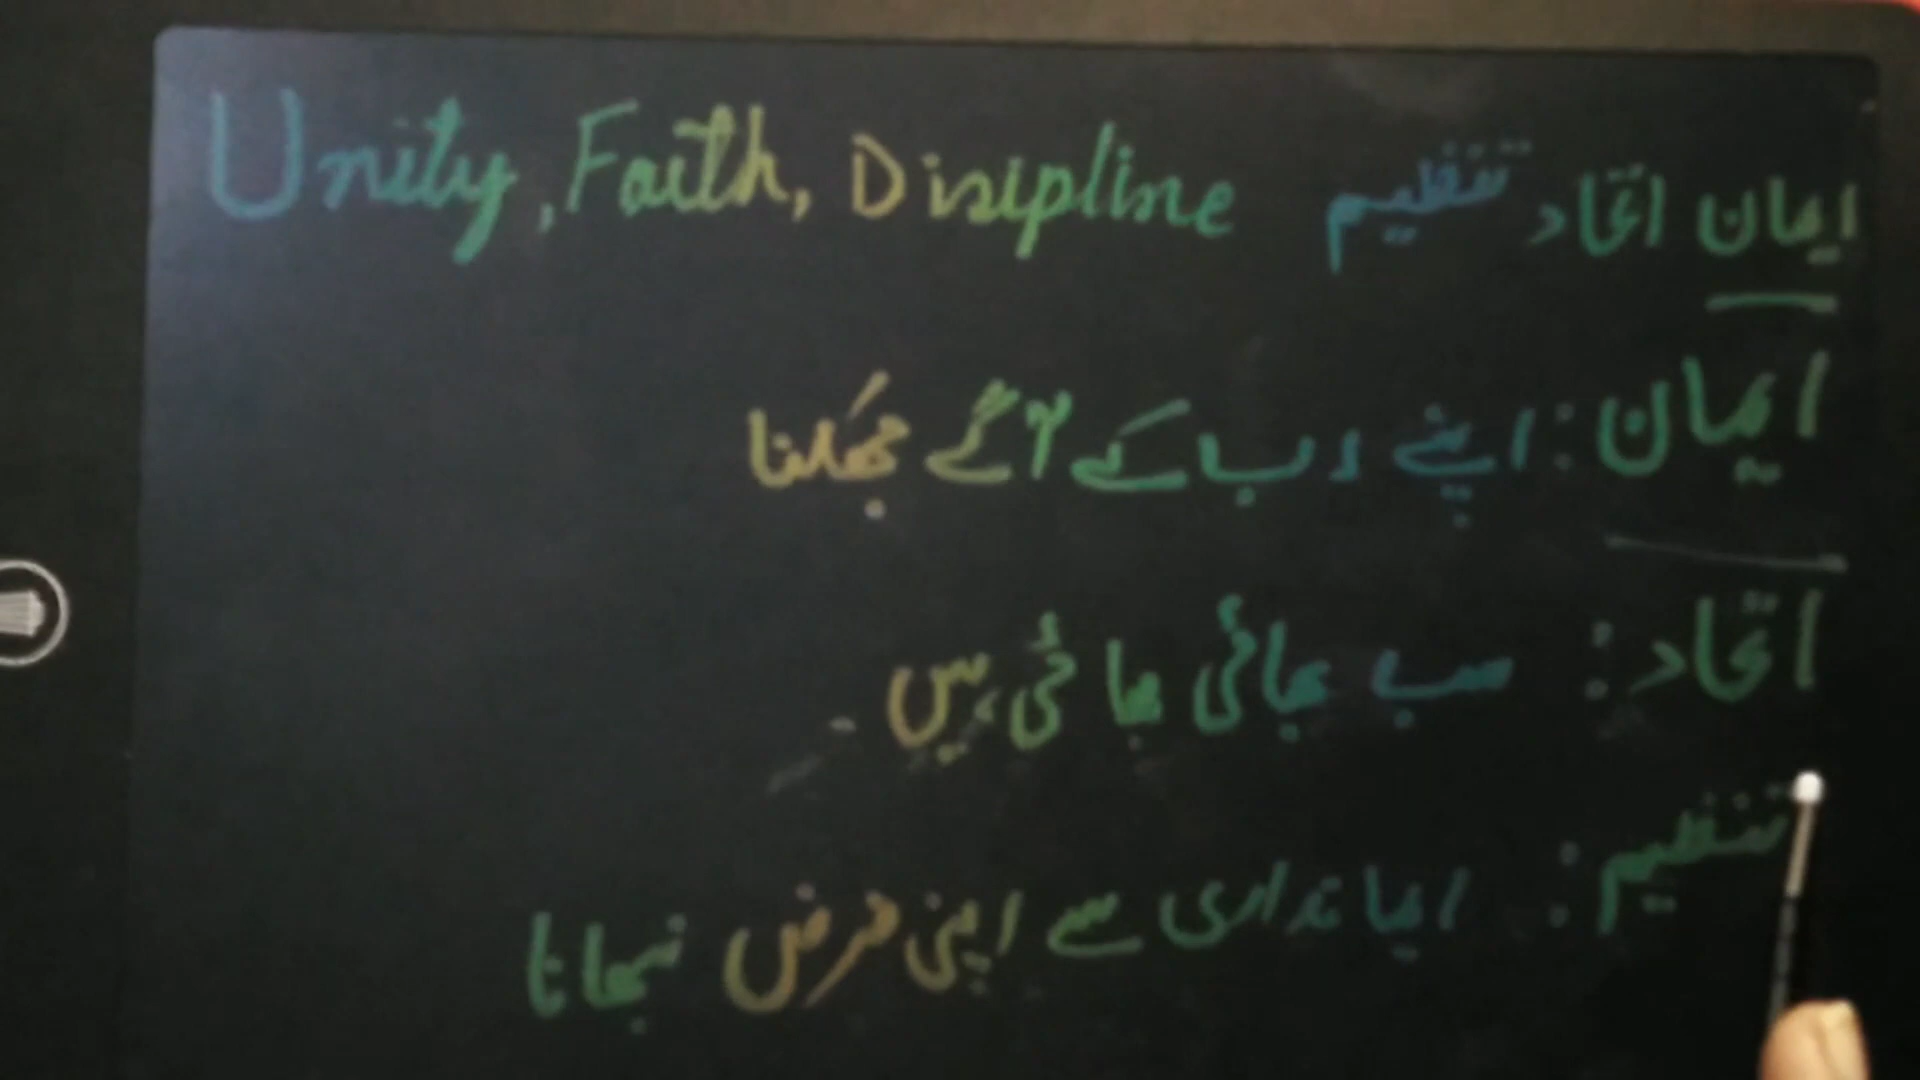 Unity, Faith, Disipline ایمان اتحاد تنظیم
ایمان: اپنے رب کے آگے جھکنا
اتحاد: سب بھائی بھائی ہیں۔
تنظیم: ایمانداری سے اپنی فرض نبھانا